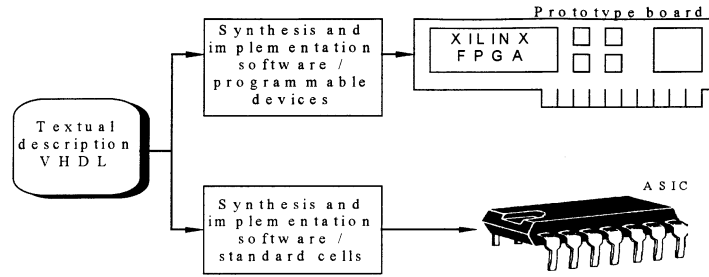 Prototype board
Synthesis and
implementation
software /
programmable
devices
XILINX
FPGA
Textual
description
VHDL
ASIC
Synthesis and
implementation
software /
standard cells